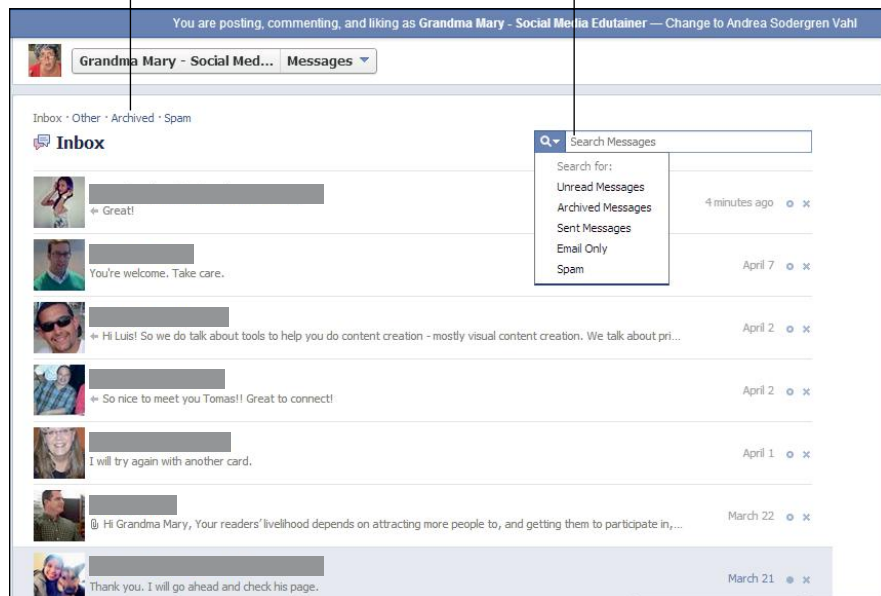 You are posting, commenting, and liking as Grandma Mary - Social Media Edutainer — Change to Andrea Sodergren Vahl
Grandma Mary - Social Med... Messages
Inbox · Other · Archived · Spam
Inbox
Search Messages
Search for:
Unread Messages
Archived Messages
Sent Messages
Email Only
Spam
Great!
4 minutes ago
You're welcome. Take care.
April 7
Hi Luis! So we do talk about tools to help you do content creation - mostly visual content creation. We talk about pri...
April 2
So nice to meet you Tomas!! Great to connect!
April 2
I will try again with another card.
April 1
Hi Grandma Mary, Your readers' livelihood depends on attracting more people to, and getting them to participate in,...
March 22
Thank you. I will go ahead and check his page.
March 21